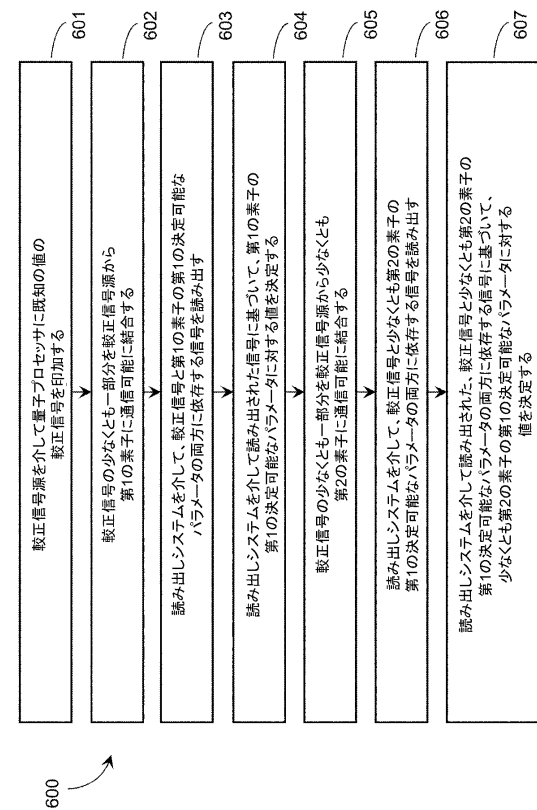 600
較正信号源を介して量子プロセッサに既知の値の
較正信号を印加する
601
較正信号の少なくとも一部分を較正信号源から
第1の素子に通信可能に結合する
602
読み出しシステムを介して、較正信号と第1の素子の第1の決定可能な
パラメータの両方に依存する信号を読み出す
603
読み出しシステムを介して読み出された信号に基づいて、第1の素子の
第1の決定可能なパラメータに対する値を決定する
604
較正信号の少なくとも一部分を較正信号源から少なくとも
第2の素子に通信可能に結合する
605
読み出しシステムを介して、較正信号と少なくとも第2の素子の
第1の決定可能なパラメータの両方に依存する信号を読み出す
606
読み出しシステムを介して読み出された、較正信号と少なくとも第2の素子の
第1の決定可能なパラメータの両方に依存する信号に基づいて、
少なくとも第2の素子の第1の決定可能なパラメータに対する
値を決定する
607